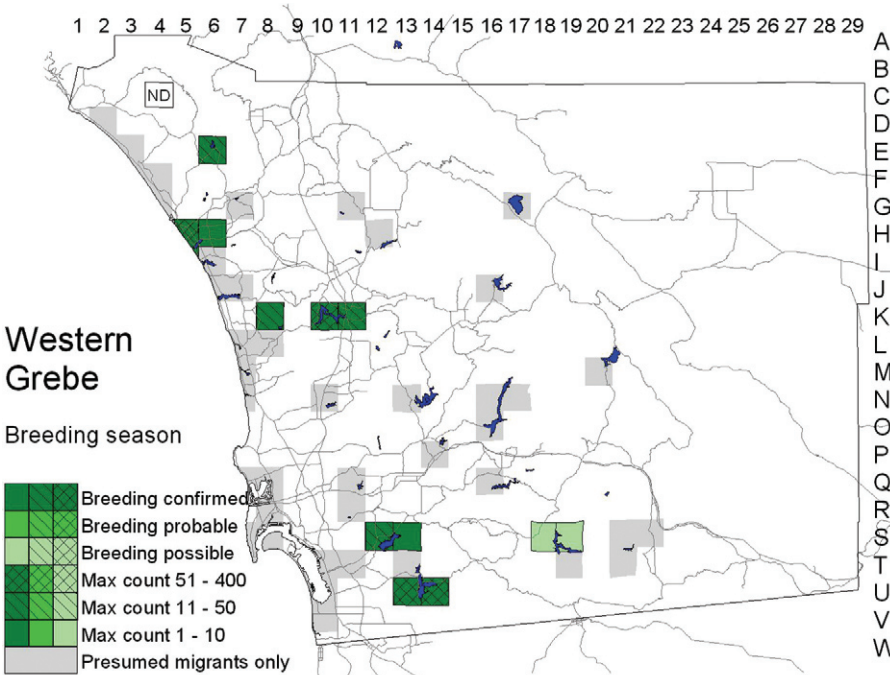 1 2 3 4 5 6 7 8 9 10 11 12 13 14 15 16 17 18 19 20 21 22 23 24 25 26 27 28 29
A
B
C
D
E
F
G
H
I
J
K
L
M
N
O
P
Q
R
S
T
U
V
W
ND
Western
Grebe
Breeding season
Breeding confirmed
Breeding probable
Breeding possible
Max count 51 - 400
Max count 11 - 50
Max count 1 - 10
Presumed migrants only